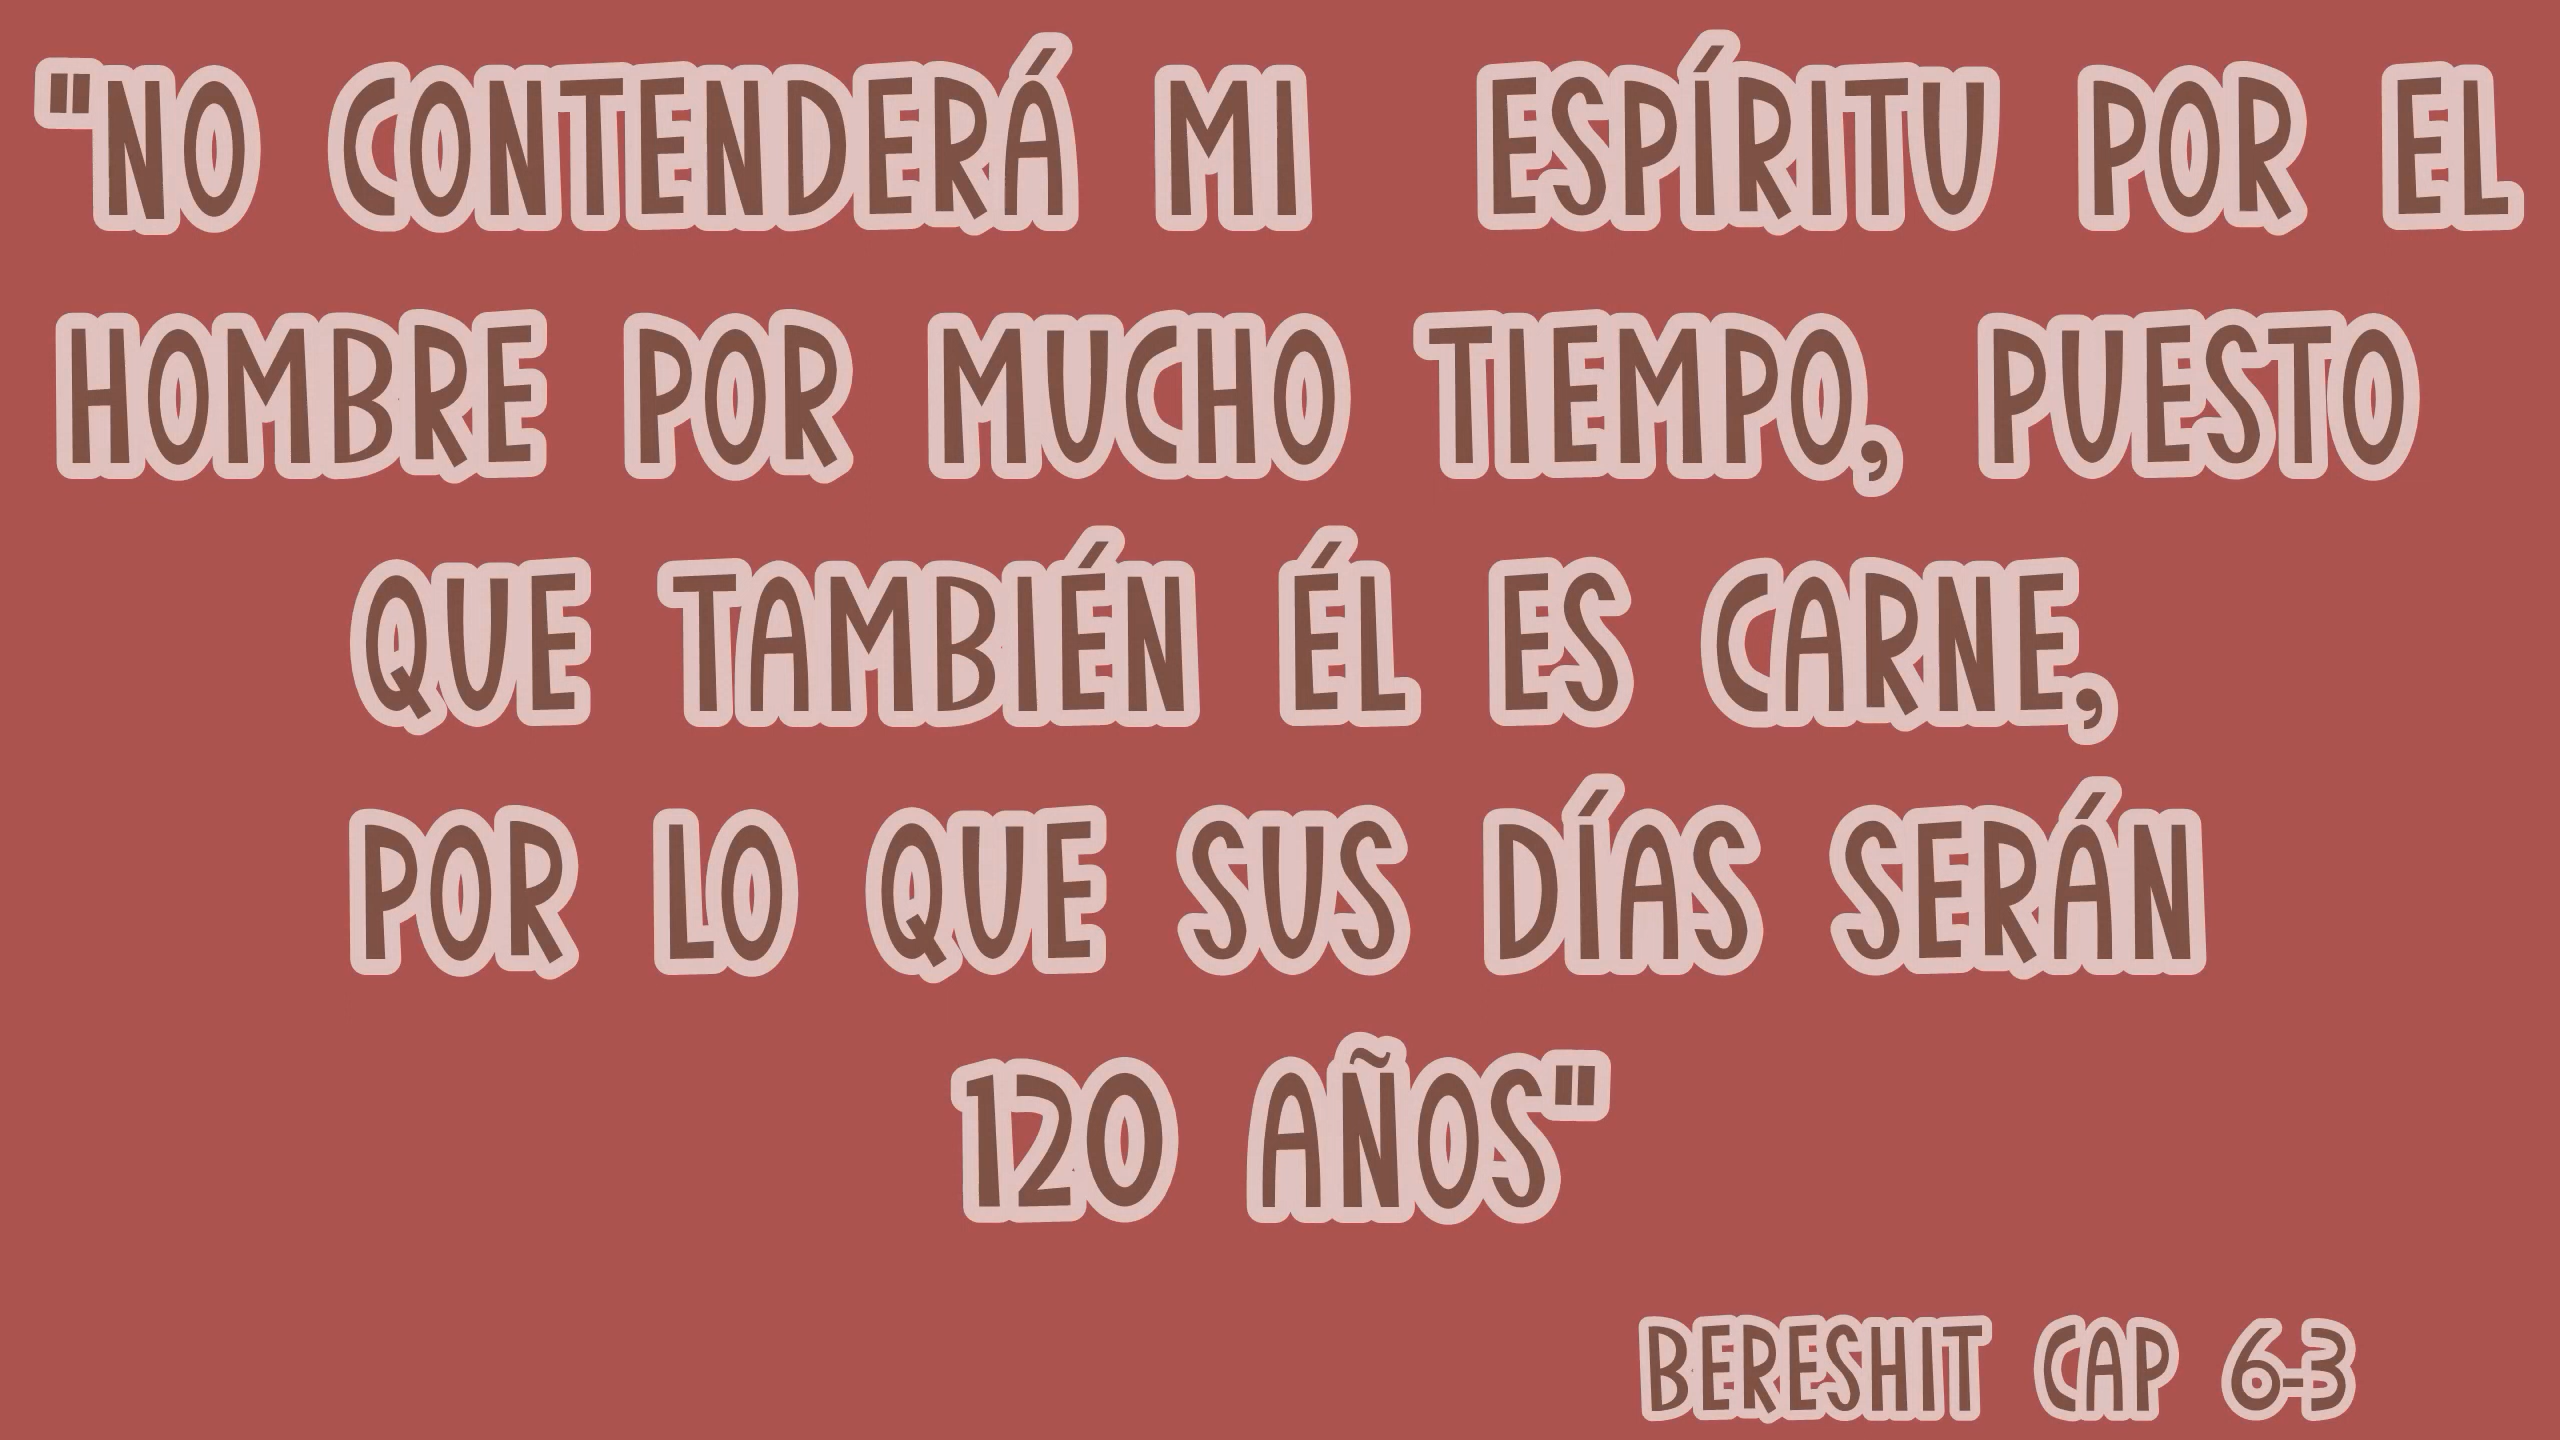 "NO CONTENDERÁ MI ESPÍRITU POR EL
HOMBRE POR MUCHO TIEMPO, PUESTO
QUE TAMBIÉN ÉL ES CARNE,
POR LO QUE SUS DÍAS SERÁN
120 AÑOS"
BERESHIT CAP 6-3